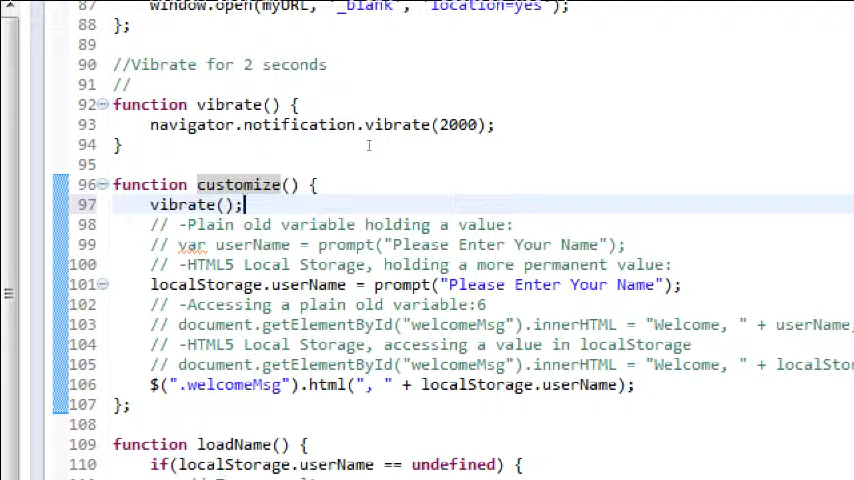 87 window.open(myURL, "_blank", "location=yes");
88 };
89
90 //Vibrate for 2 seconds
91 //
92 function vibrate() {
93 navigator.notification.vibrate(2000);
94 }
95
96 function customize() {
97 vibrate();
98 // -Plain old variable holding a value:
99 // var userName = prompt("Please Enter Your Name");
100 // -HTML5 Local Storage, holding a more permanent value:
101 localStorage.userName = prompt("Please Enter Your Name");
102 // -Accessing a plain old variable:6
103 // document.getElementById("welcomeMsg").innerHTML = "Welcome, " + userName;
104 // -HTML5 Local Storage, accessing a value in localStorage
105 // document.getElementById("welcomeMsg").innerHTML = "Welcome, " + localS
106 $(".welcomeMsg").html(", " + localStorage.userName);
107 };
108
109 function loadName() {
110 if(localStorage.userName == undefined) {